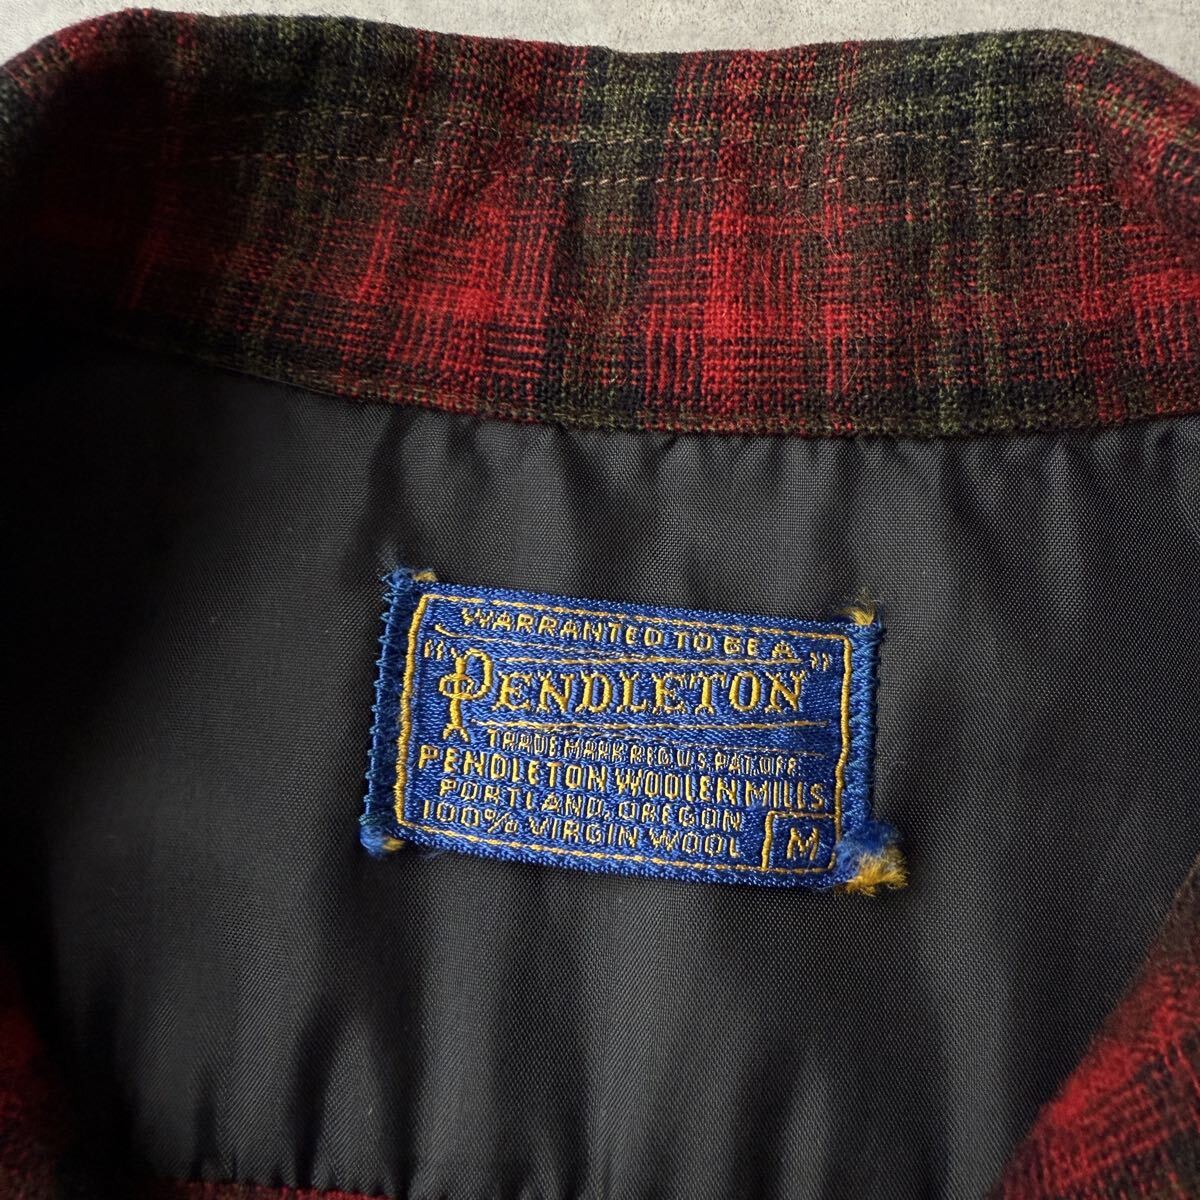 WARRANTED TO BE A
"PENDLETON"
TRADE MARK REG U.S. PAT. OFF.
PENDLETON WOOLEN MILLS
PORTLAND, OREGON
100% VIRGIN WOOL
M